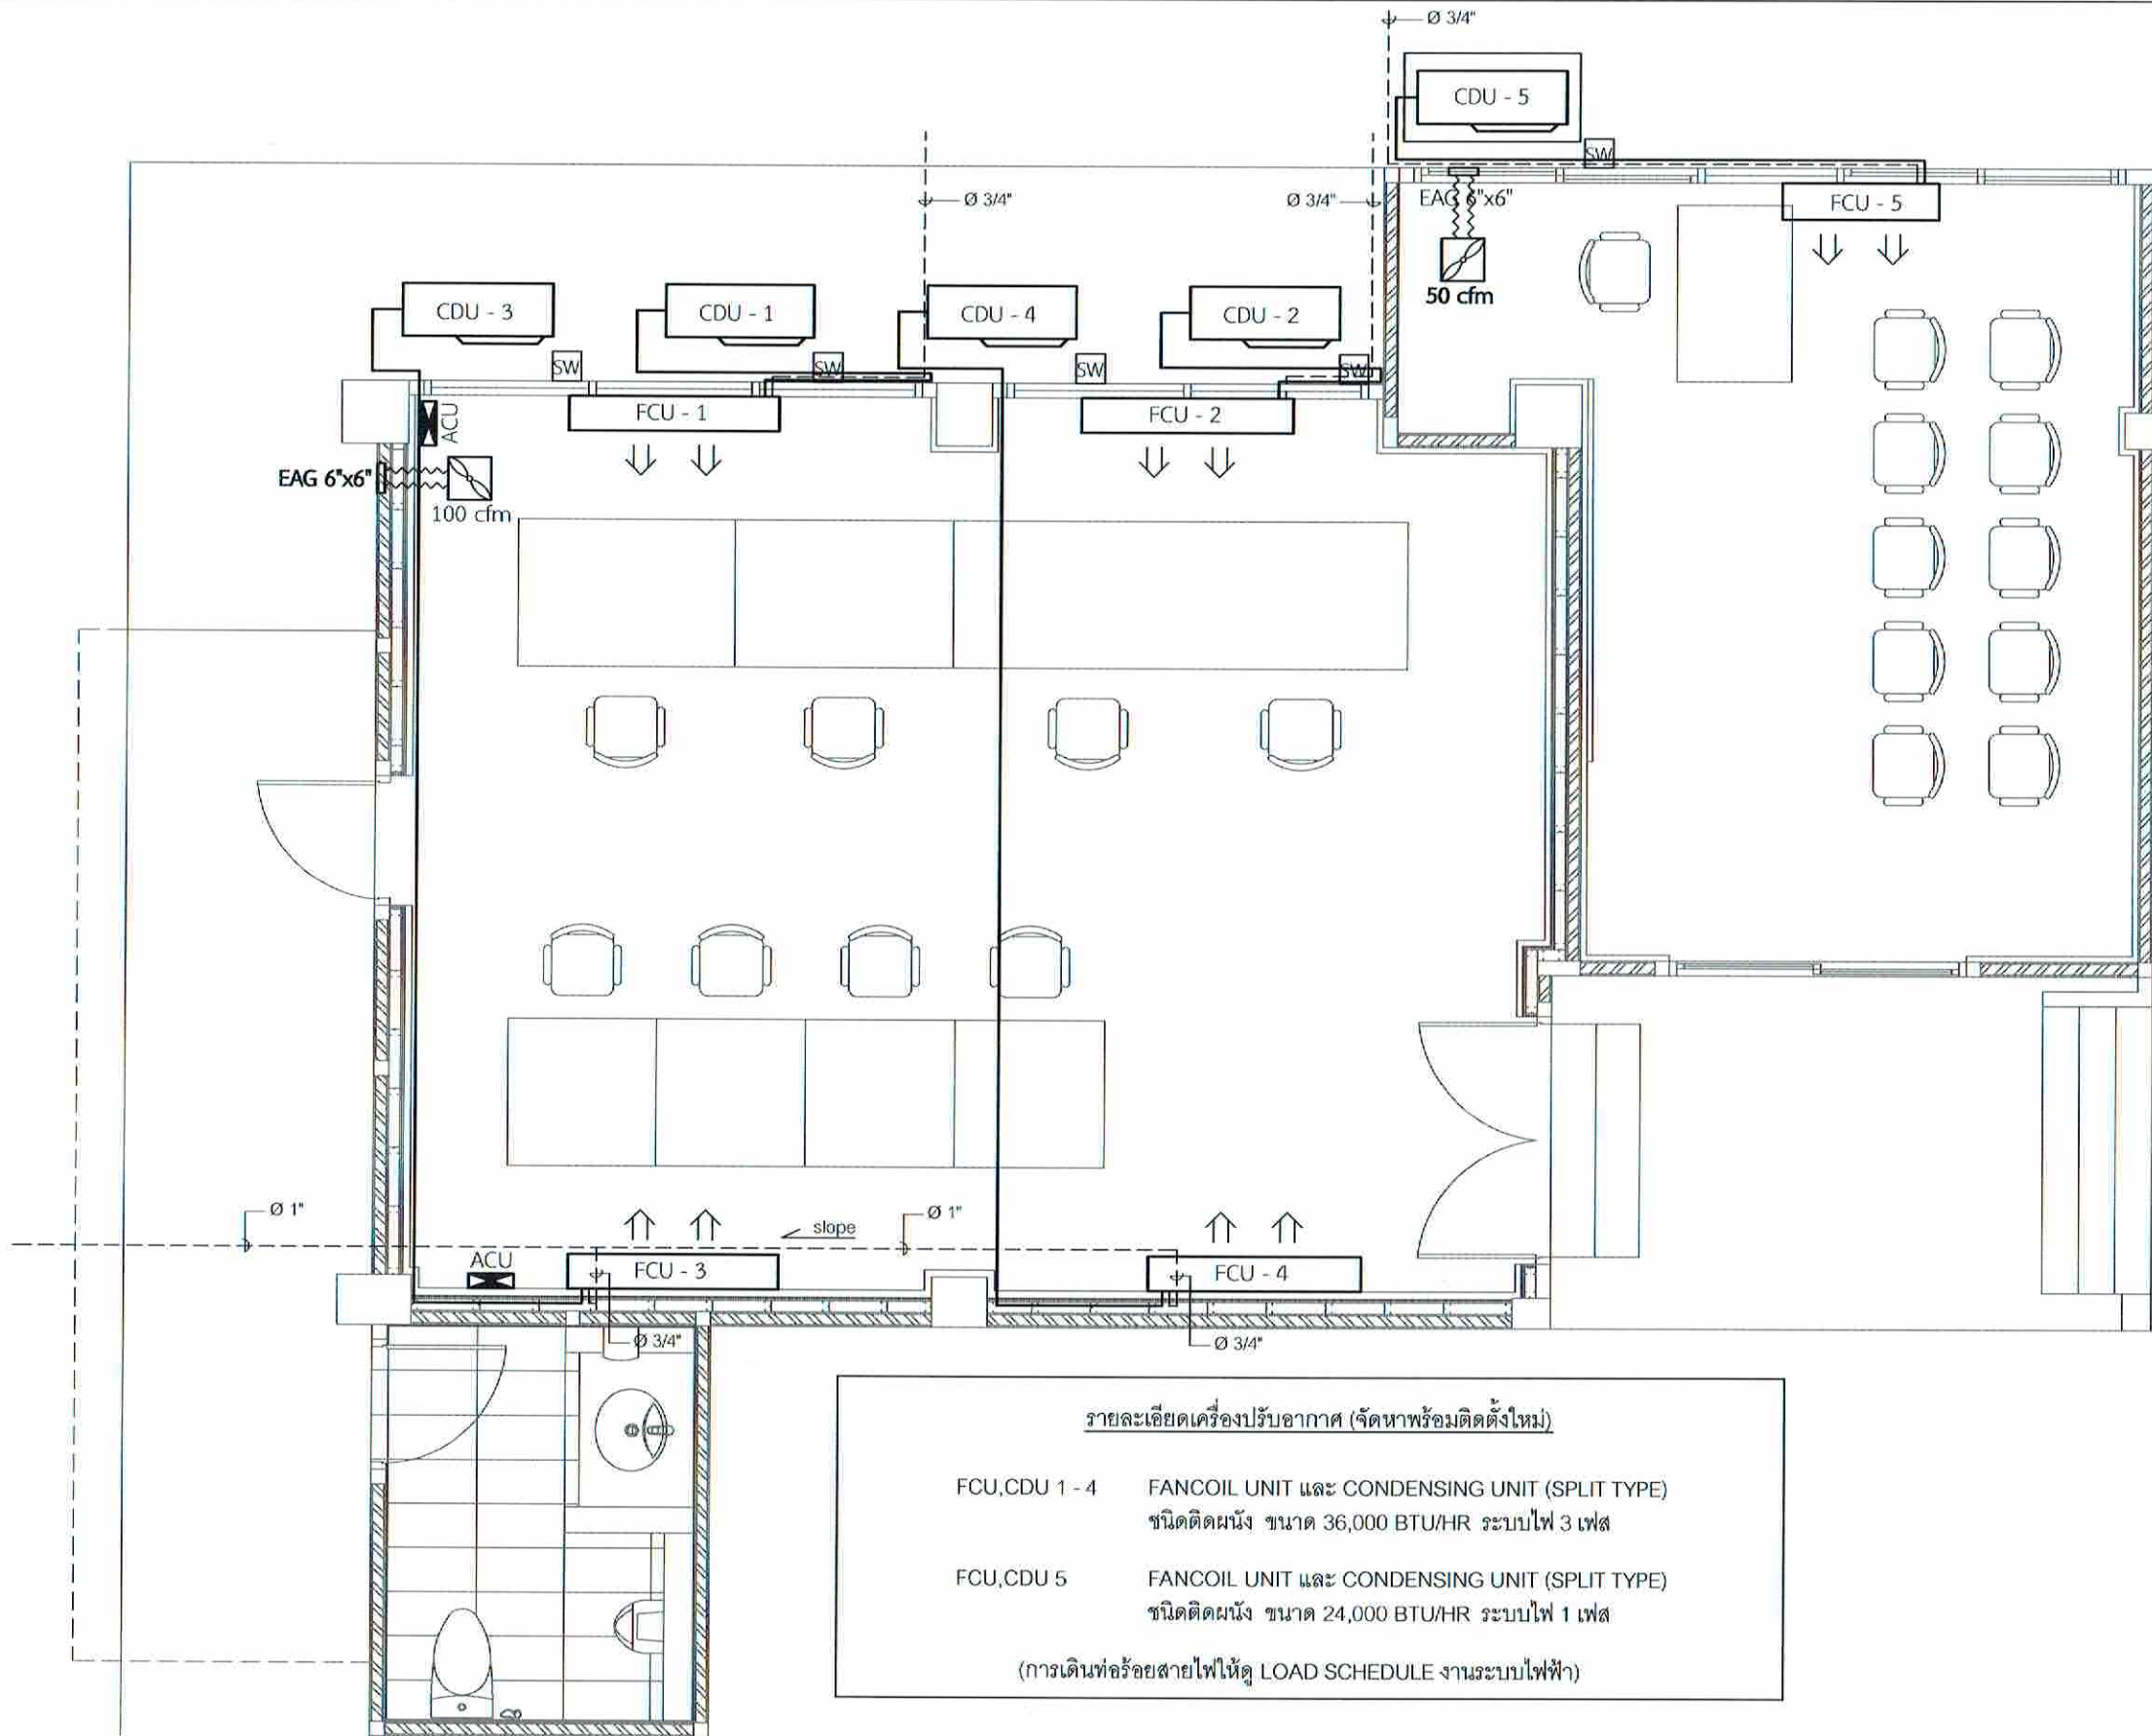 Ø 3/4"
CDU - 5
SW
Ø 3/4"
Ø 3/4"
EAG 6"x6"
FCU - 5
50 cfm
CDU - 3
CDU - 1
CDU - 4
CDU - 2
SW
SW
SW
SW
ACU
FCU - 1
FCU - 2
EAG 6"x6"
100 cfm
Ø 1"
slope
Ø 1"
ACU
FCU - 3
FCU - 4
Ø 3/4"
Ø 3/4"
รายละเอียดเครื่องปรับอากาศ (จัดหาพร้อมติดตั้งใหม่)
FCU,CDU 1 - 4 FANCOIL UNIT และ CONDENSING UNIT (SPLIT TYPE)
ชนิดติดผนัง ขนาด 36,000 BTU/HR ระบบไฟ 3 เฟส
FCU,CDU 5 FANCOIL UNIT และ CONDENSING UNIT (SPLIT TYPE)
ชนิดติดผนัง ขนาด 24,000 BTU/HR ระบบไฟ 1 เฟส
(การเดินท่อร้อยสายไฟให้ดู LOAD SCHEDULE งานระบบไฟฟ้า)